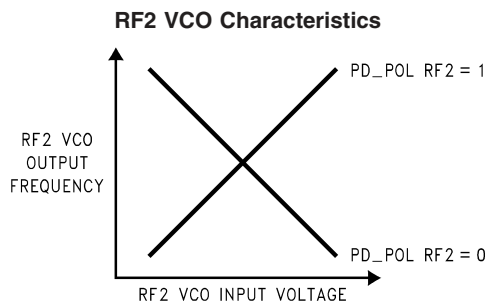 RF2 VCO Characteristics
PD_POL RF2 = 1
RF2 VCO
OUTPUT
FREQUENCY
PD_POL RF2 = 0
RF2 VCO INPUT VOLTAGE